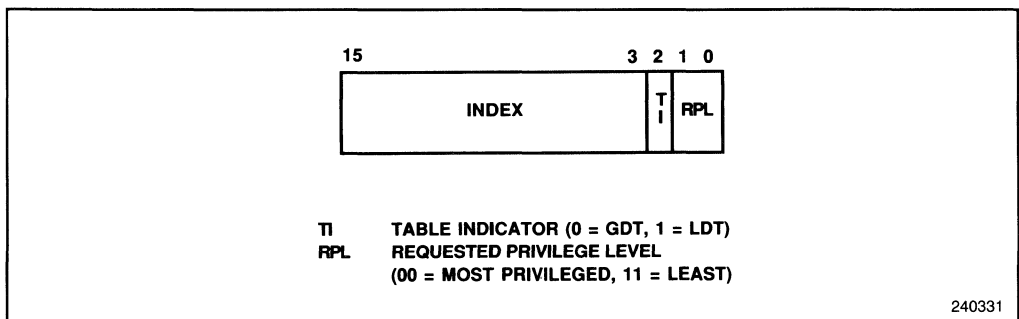 15 3 2 1 0
INDEX TI RPL
TI TABLE INDICATOR (0 = GDT, 1 = LDT)
RPL REQUESTED PRIVILEGE LEVEL
(00 = MOST PRIVILEGED, 11 = LEAST)
240331